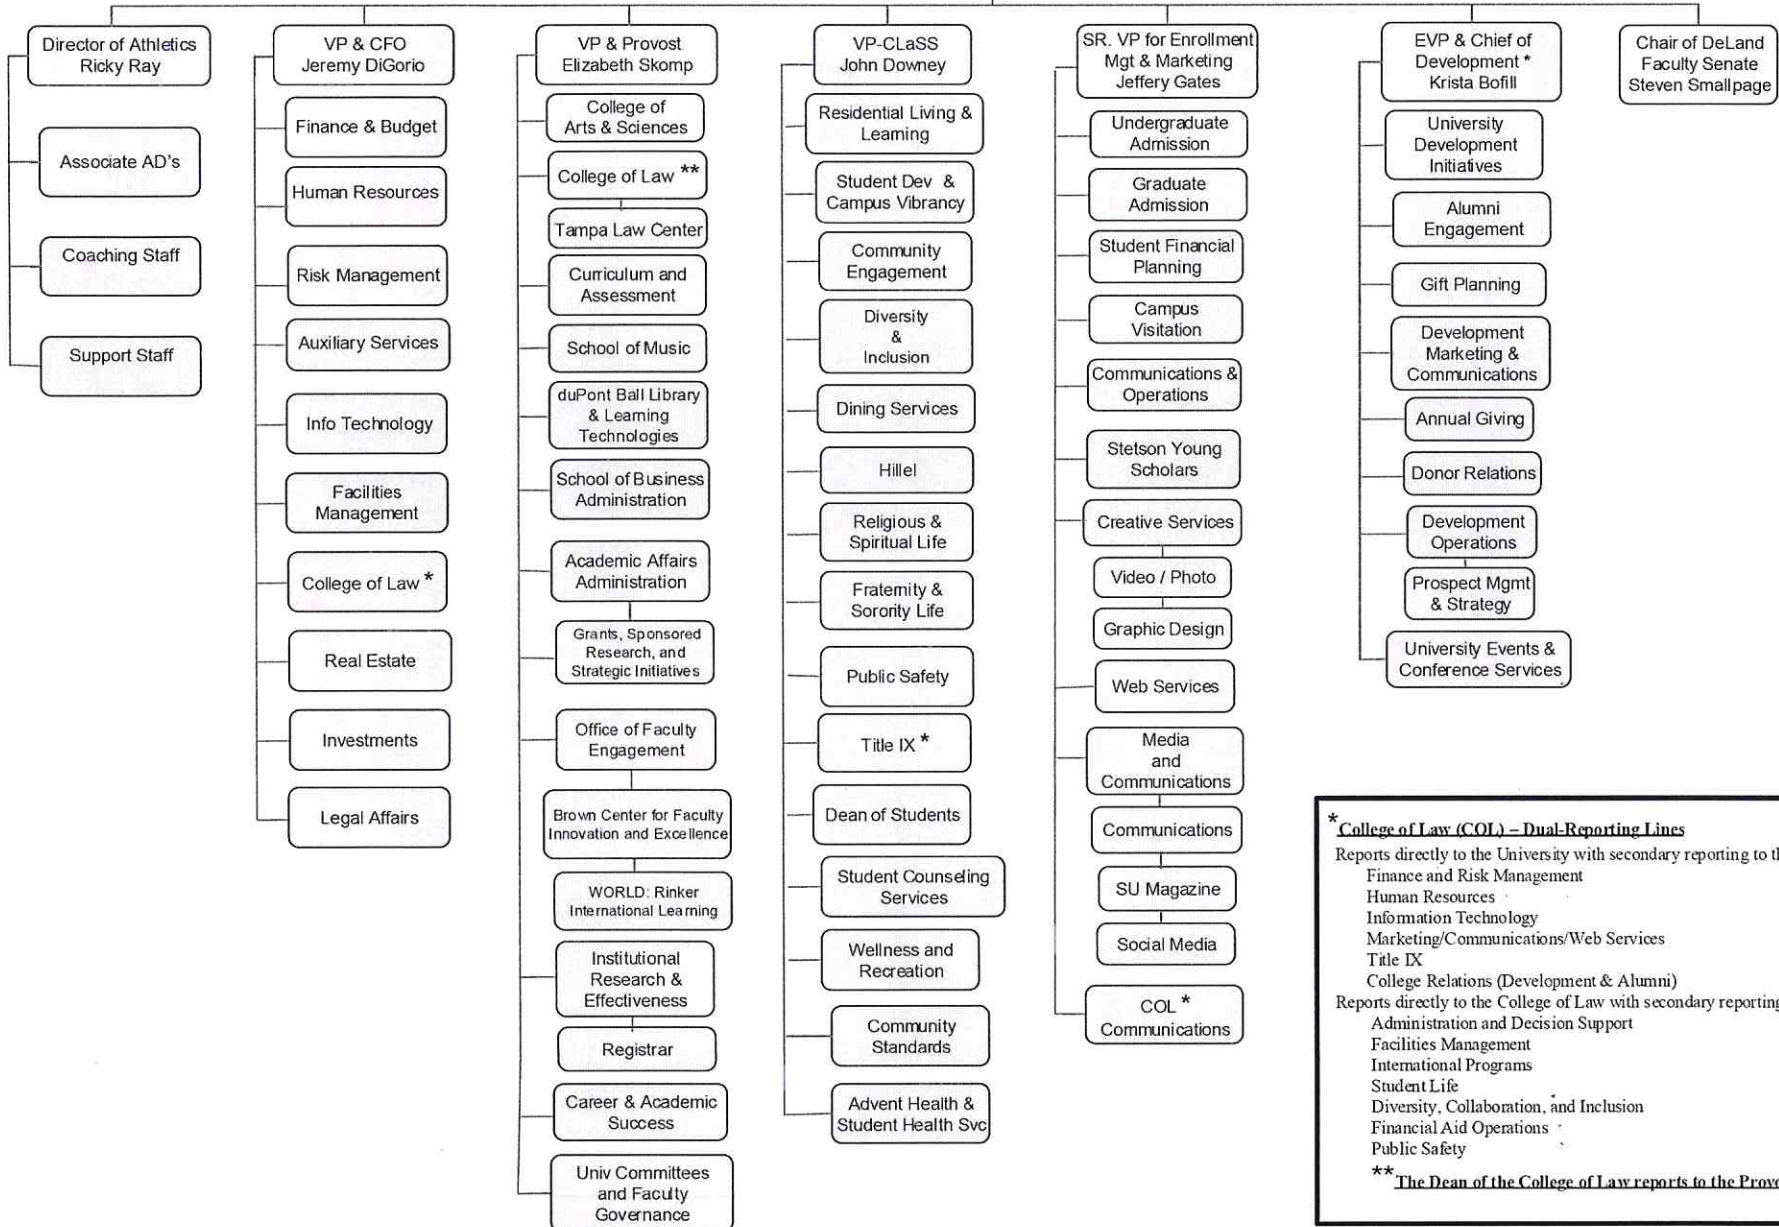 Director of Athletics
Ricky Ray
Associate AD's
Coaching Staff
Support Staff
VP & CFO
Jeremy DiGorio
Finance & Budget
Human Resources
Risk Management
Auxiliary Services
Info Technology
Facilities
Management
College of Law *
Real Estate
Investments
Legal Affairs
VP & Provost
Elizabeth Skomp
College of
Arts & Sciences
College of Law **
Tampa Law Center
Curriculum and
Assessment
School of Music
duPont Ball Library
& Learning
Technologies
School of Business
Administration
Academic Affairs
Administration
Grants, Sponsored
Research, and
Strategic Initiatives
Office of Faculty
Engagement
Brown Center for Faculty
Innovation and Excellence
WORLD: Rinker
International Learning
Institutional
Research &
Effectiveness
Registrar
Career & Academic
Success
Univ Committees
and Faculty
Governance
VP-CLaSS
John Downey
Residential Living &
Learning
Student Dev &
Campus Vibrancy
Community
Engagement
Diversity
&
Inclusion
Dining Services
Hillel
Religious &
Spiritual Life
Fraternity &
Sorority Life
Public Safety
Title IX *
Dean of Students
Student Counseling
Services
Wellness and
Recreation
Community
Standards
Advent Health &
Student Health Svc
SR. VP for Enrollment
Mgt & Marketing
Jeffery Gates
Undergraduate
Admission
Graduate
Admission
Student Financial
Planning
Campus
Visitation
Communications &
Operations
Stetson Young
Scholars
Creative Services
Video / Photo
Graphic Design
Web Services
Media
and
Communications
Communications
SU Magazine
Social Media
COL *
Communications
EVP & Chief of
Development *
Krista Bofill
University
Development
Initiatives
Alumni
Engagement
Gift Planning
Development
Marketing &
Communications
Annual Giving
Donor Relations
Development
Operations
Prospect Mgmt
& Strategy
University Events &
Conference Services
Chair of DeLand
Faculty Senate
Steven Smallpage
*College of Law (COL) – Dual-Reporting Lines
Reports directly to the University with secondary reporting to
Finance and Risk Management
Human Resources
Information Technology
Marketing/Communications/Web Services
Title IX
College Relations (Development & Alumni)
Reports directly to the College of Law with secondary reporting
Administration and Decision Support
Facilities Management
International Programs
Student Life
Diversity, Collaboration, and Inclusion
Financial Aid Operations
Public Safety
**The Dean of the College of Law reports to the